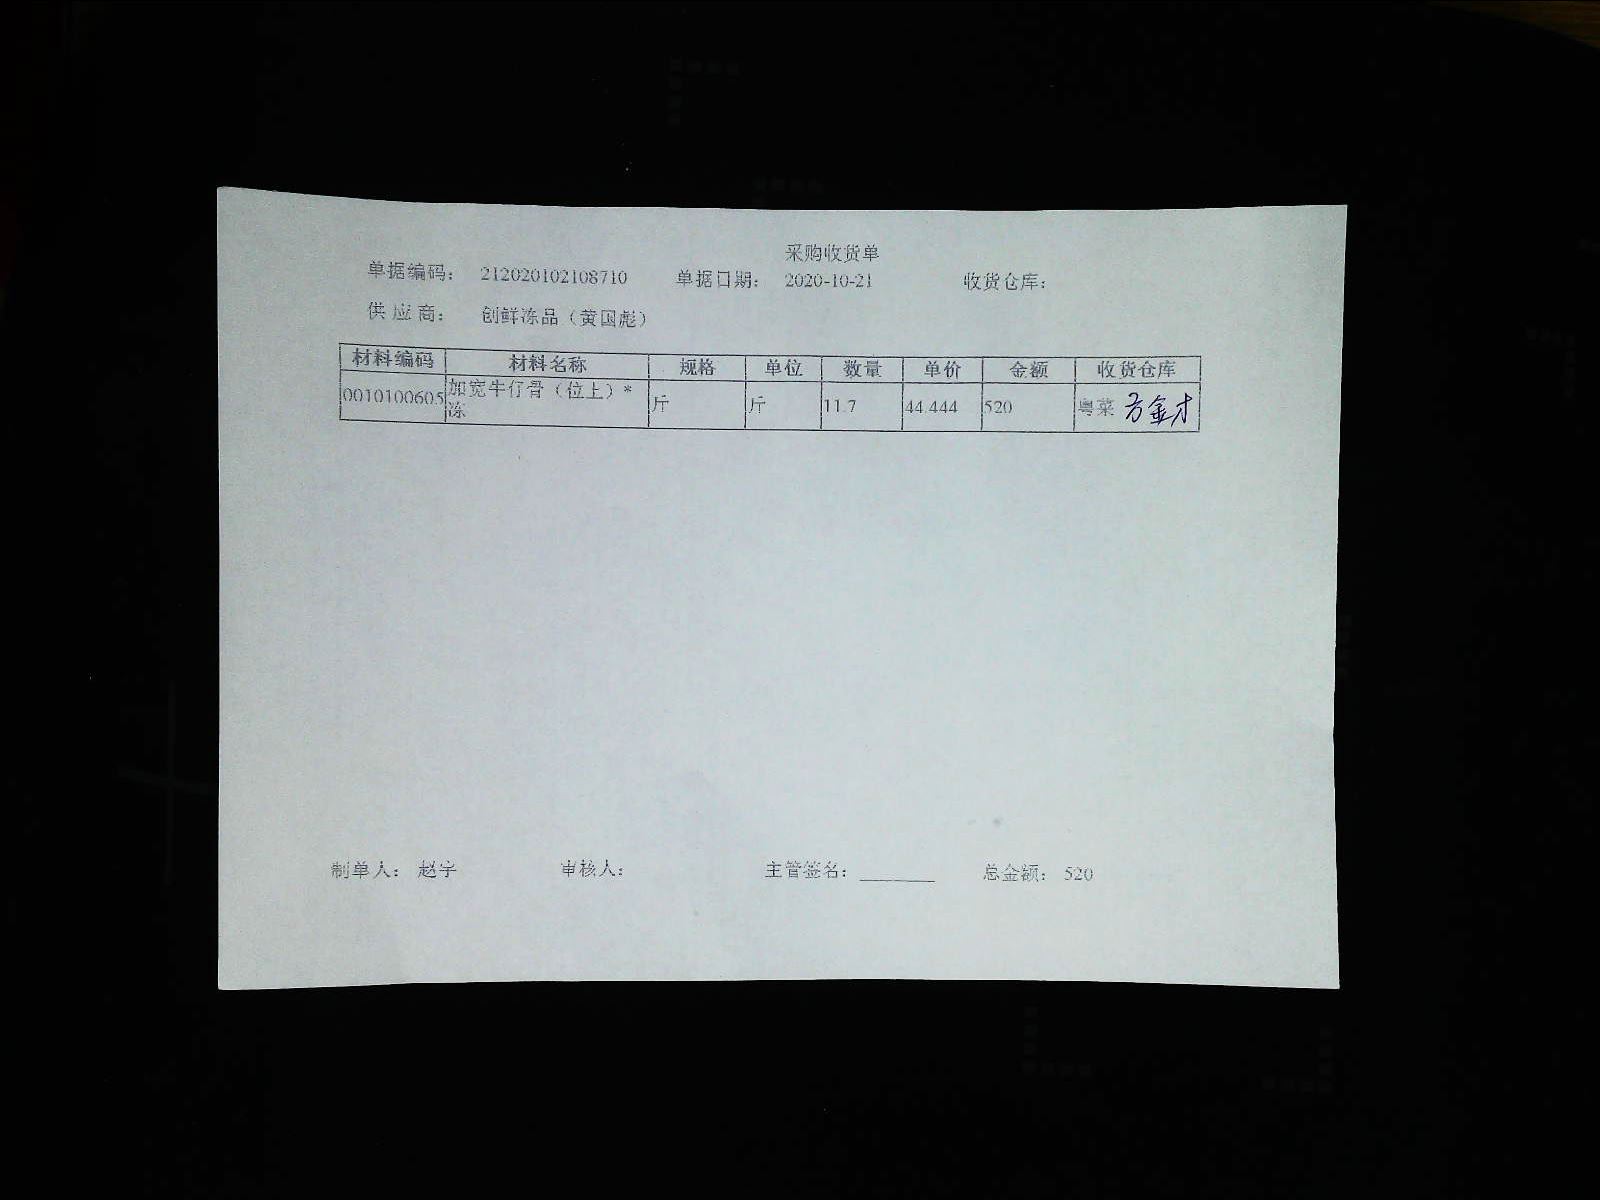 采购收货单
单据编码： 212020102108710 单据日期： 2020-10-21 收货仓库：
供 应 商： 创鲜冻品（黄国彪）
材料编码 材料名称 规格 单位 数量 单价 金额 收货仓库
0010100605 加宽牛仔骨（位上）*冻 斤 斤 11.7 44.444 520 粤菜 方金才
制单人： 赵宇 审核人： 主管签名： 总金额： 520